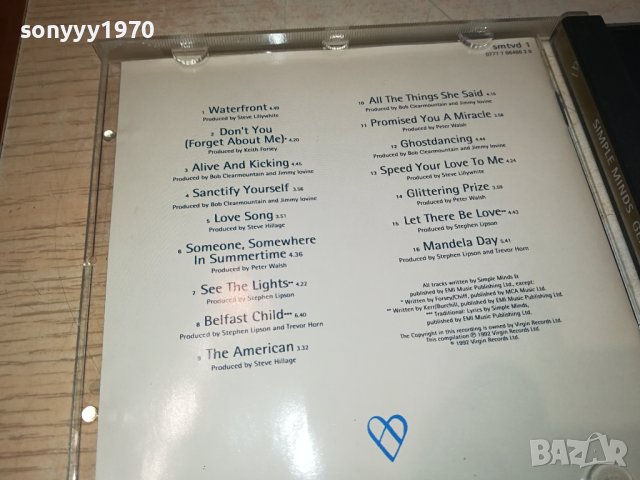 sonyyy1970
smtvd 1
1 Waterfront 4.49
Produced by Steve Lillywhite
2 Don't You
(Forget About Me)* 4.20
Produced by Keith Forsey
3 Alive And Kicking 4.45
Produced by Bob Clearmountain and Jimmy Iovine
4 Sanctify Yourself 3.56
Produced by Bob Clearmountain and Jimmy Iovine
5 Love Song 3.51
Produced by Steve Hillage
6 Someone, Somewhere
In Summertime 4.36
Produced by Peter Walsh
7 See The Lights** 4.22
Produced by Stephen Lipson
8 Belfast Child*** 6.40
Produced by Stephen Lipson and Trevor Horn
9 The American 3.32
Produced by Steve Hillage
10 All The Things She Said 4.15
Produced by Bob Clearmountain and Jimmy Iovine
11 Promised You A Miracle 3.58
Produced by Peter Walsh
12 Ghostdancing 4.44
Produced by Bob Clearmountain and Jimmy Iovine
13 Speed Your Love To Me 4.24
Produced by Steve Lillywhite
14 Glittering Prize 3.58
Produced by Peter Walsh
15 Let There Be Love** 4.43
Produced by Stephen Lipson
16 Mandela Day 5.41
Produced by Stephen Lipson and Trevor Horn
All tracks written by Simple Minds &
published by EMI Music Publishing Ltd., except:
* Written by Forsey/Chiff, published by MCA Music Ltd.
** Written by Kerr/Burchill, published by EMI Music Publishing Ltd.
*** Traditional: Lyrics by Simple Minds,
published by EMI Music Publishing Ltd.
The Copyright in this recording is owned by Virgin Records Ltd.
This compilation ℗ 1992 Virgin Records Ltd.
© 1992 Virgin Records Ltd.
SIMPLE MINDS
BAZAR
bg